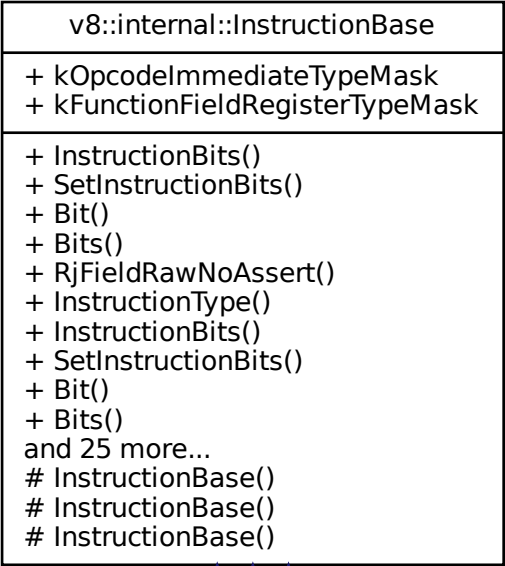 v8::internal::InstructionBase
+ kOpcodeImmediateTypeMask
+ kFunctionFieldRegisterTypeMask
+ InstructionBits()
+ SetInstructionBits()
+ Bit()
+ Bits()
+ RjFieldRawNoAssert()
+ InstructionType()
+ InstructionBits()
+ SetInstructionBits()
+ Bit()
+ Bits()
and 25 more...
# InstructionBase()
# InstructionBase()
# InstructionBase()